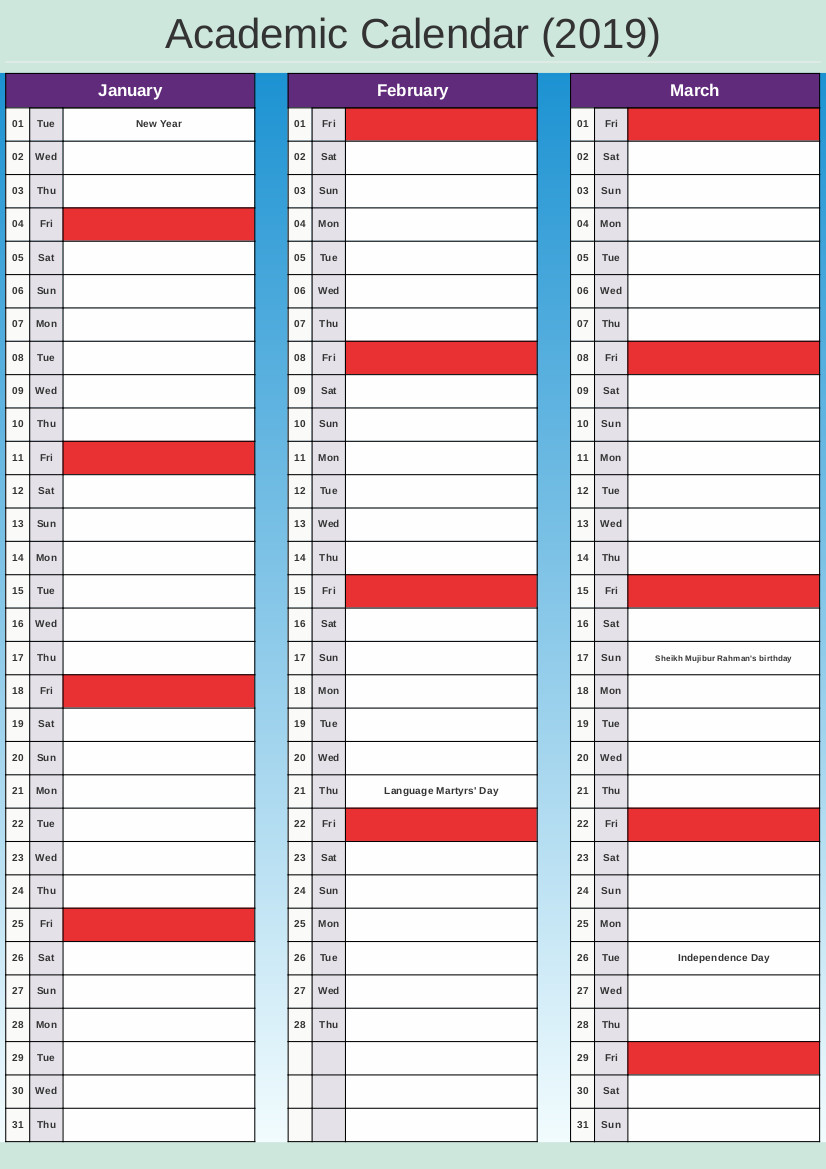 Academic Calendar (2019)
January
01 Tue New Year
02 Wed
03 Thu
04 Fri
05 Sat
06 Sun
07 Mon
08 Tue
09 Wed
10 Thu
11 Fri
12 Sat
13 Sun
14 Mon
15 Tue
16 Wed
17 Thu
18 Fri
19 Sat
20 Sun
21 Mon
22 Tue
23 Wed
24 Thu
25 Fri
26 Sat
27 Sun
28 Mon
29 Tue
30 Wed
31 Thu
February
01 Fri
02 Sat
03 Sun
04 Mon
05 Tue
06 Wed
07 Thu
08 Fri
09 Sat
10 Sun
11 Mon
12 Tue
13 Wed
14 Thu
15 Fri
16 Sat
17 Sun
18 Mon
19 Tue
20 Wed
21 Thu Language Martyrs' Day
22 Fri
23 Sat
24 Sun
25 Mon
26 Tue
27 Wed
28 Thu
March
01 Fri
02 Sat
03 Sun
04 Mon
05 Tue
06 Wed
07 Thu
08 Fri
09 Sat
10 Sun
11 Mon
12 Tue
13 Wed
14 Thu
15 Fri
16 Sat
17 Sun Sheikh Mujibur Rahman's birthday
18 Mon
19 Tue
20 Wed
21 Thu
22 Fri
23 Sat
24 Sun
25 Mon
26 Tue Independence Day
27 Wed
28 Thu
29 Fri
30 Sat
31 Sun